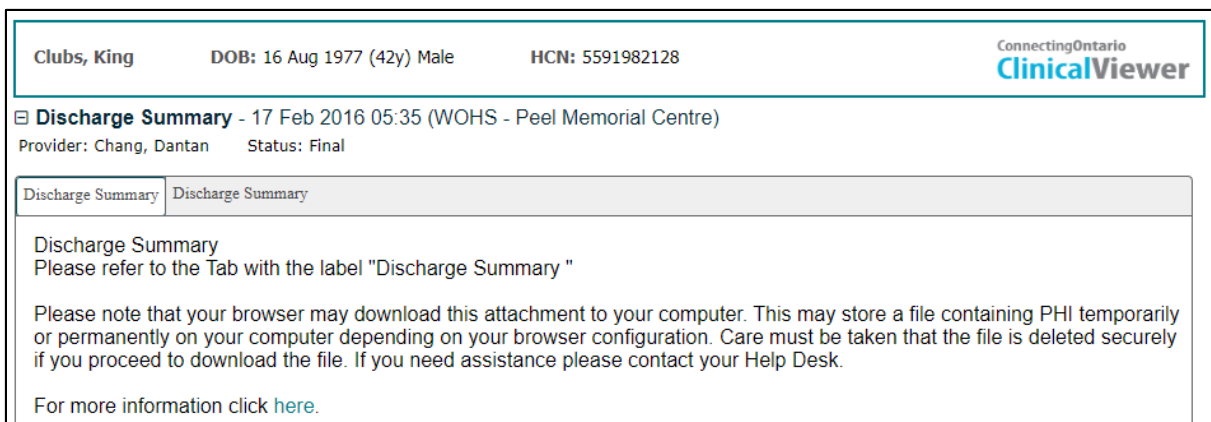 Clubs, King DOB: 16 Aug 1977 (42y) Male HCN: 5591982128 ConnectingOntario
ClinicalViewer
Discharge Summary - 17 Feb 2016 05:35 (WOHS - Peel Memorial Centre)
Provider: Chang, Dantan Status: Final
Discharge Summary Discharge Summary
Discharge Summary
Please refer to the Tab with the label "Discharge Summary "
Please note that your browser may download this attachment to your computer. This may store a file containing PHI temporarily
or permanently on your computer depending on your browser configuration. Care must be taken that the file is deleted securely
if you proceed to download the file. If you need assistance please contact your Help Desk.
For more information click here.